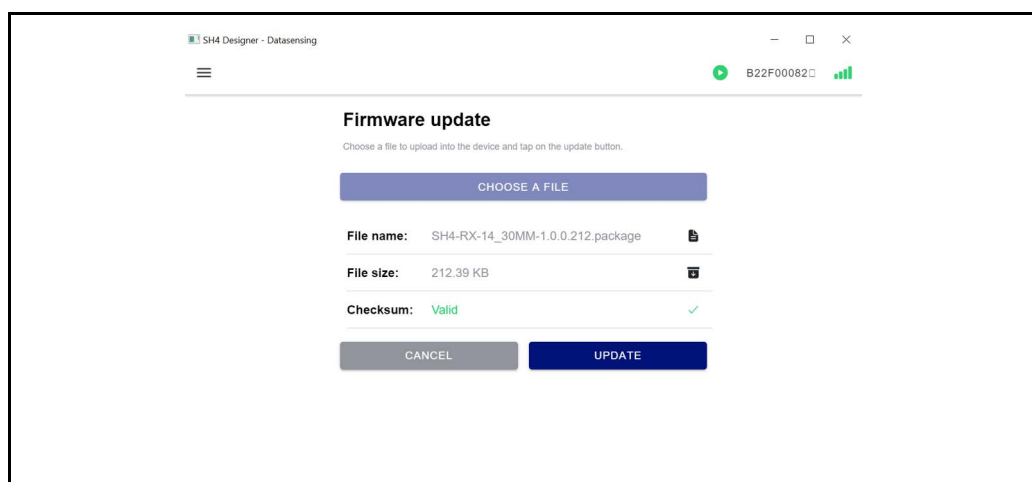 SH4 Designer - Datasensing
B22F00082
Firmware update
Choose a file to upload into the device and tap on the update button.
CHOOSE A FILE
File name: SH4-RX-14_30MM-1.0.0.212.package
File size: 212.39 KB
Checksum: Valid
CANCEL UPDATE